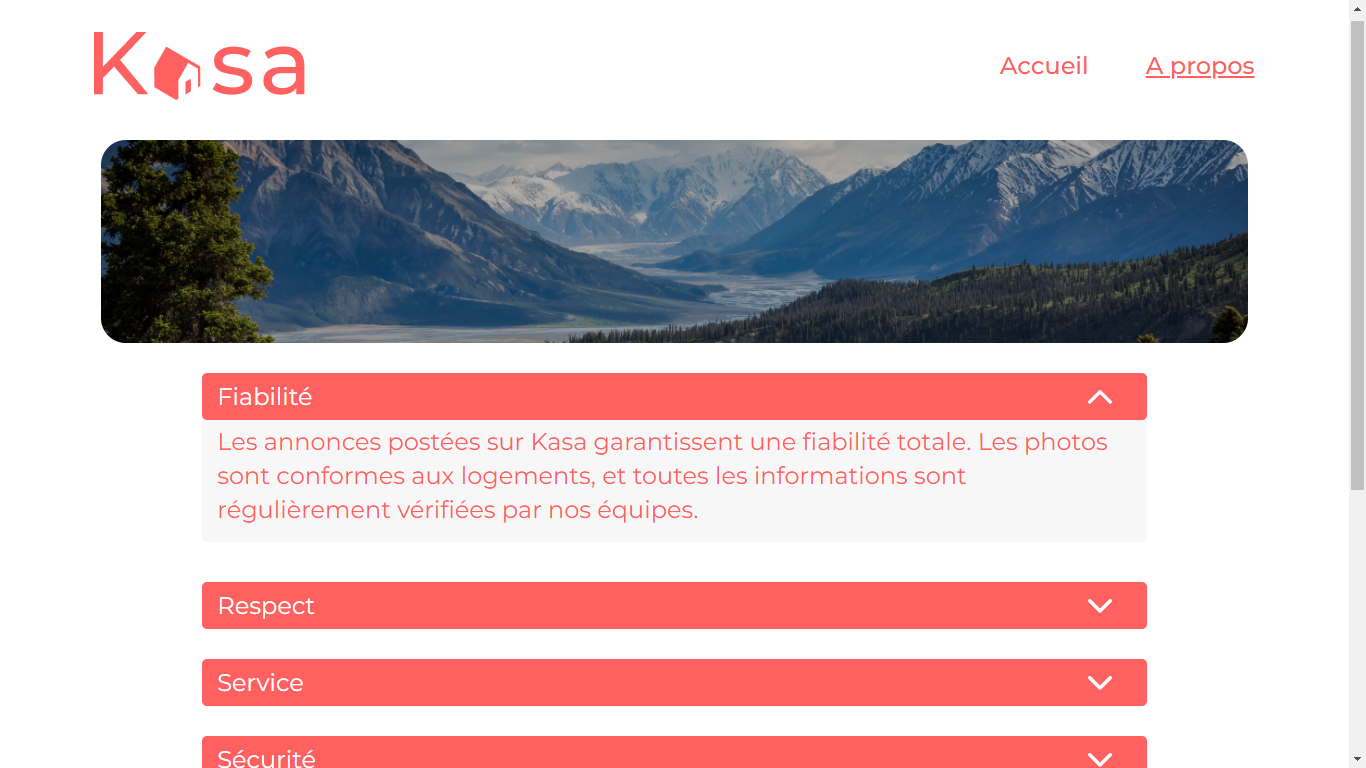 Kasa
Accueil
A propos
Fiabilité
Les annonces postées sur Kasa garantissent une fiabilité totale. Les photos
sont conformes aux logements, et toutes les informations sont
régulièrement vérifiées par nos équipes.
Respect
Service
Sécurité